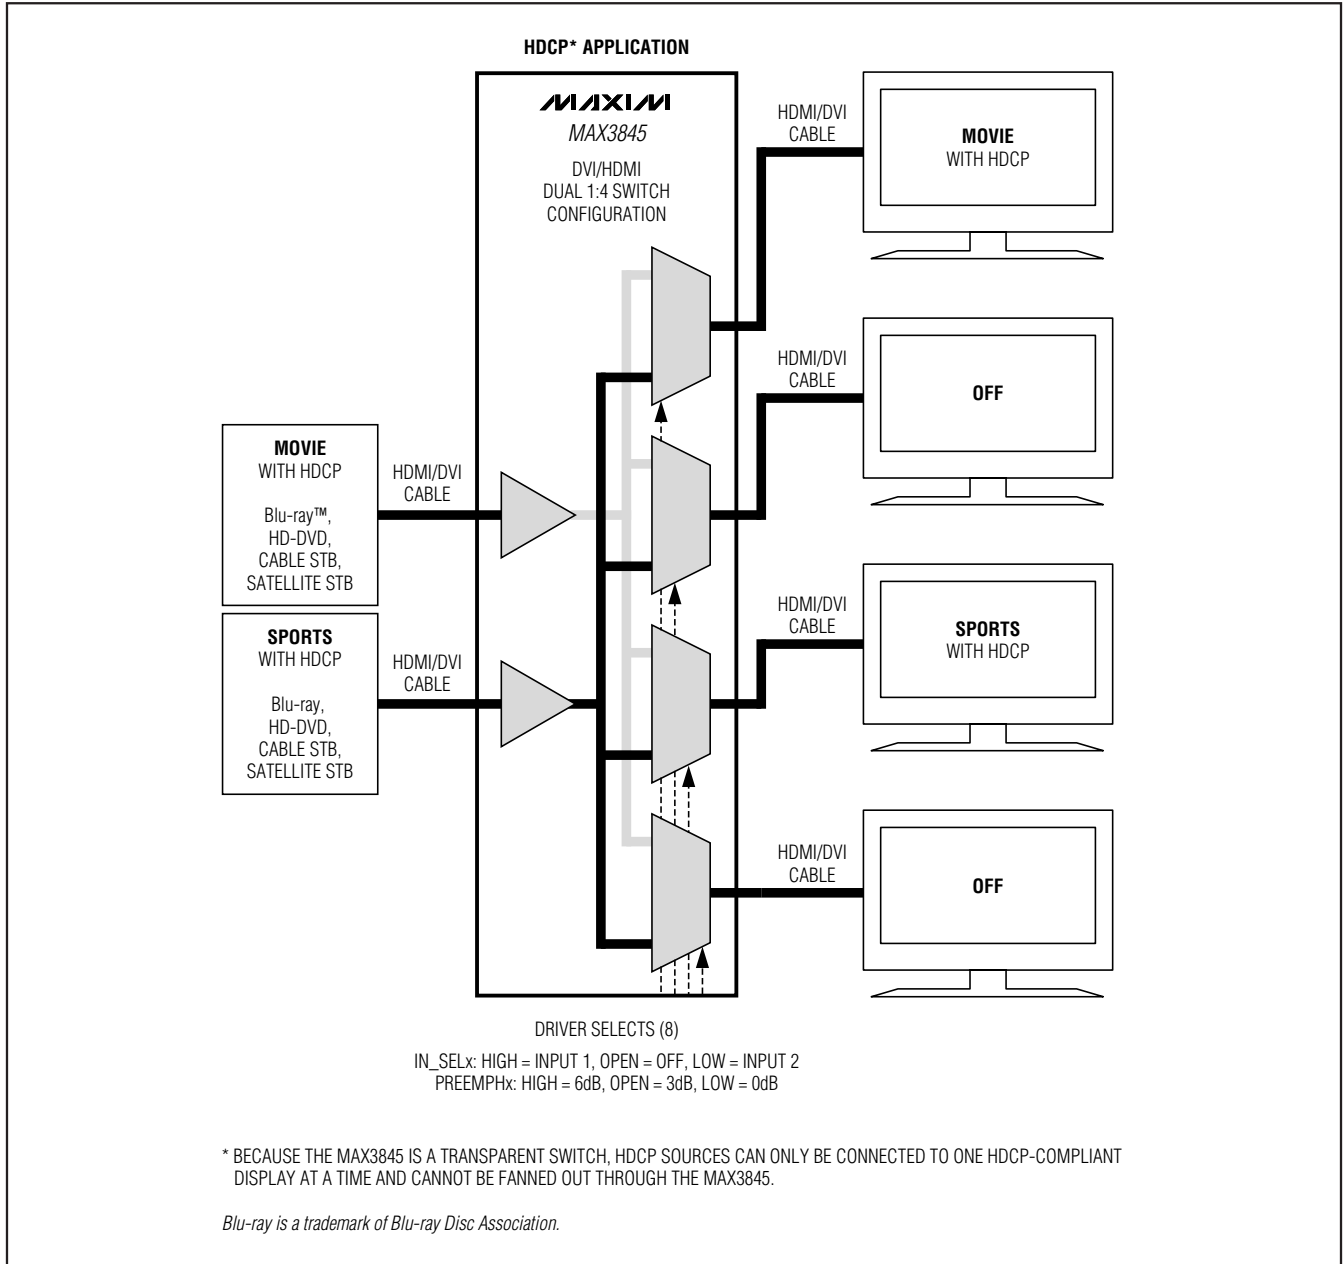 HDCP* APPLICATION
MAXIM
MAX3845
DVI/HDMI
DUAL 1:4 SWITCH
CONFIGURATION
HDMI/DVI
CABLE
MOVIE
WITH HDCP
HDMI/DVI
CABLE
OFF
MOVIE
WITH HDCP
Blu-ray™,
HD-DVD,
CABLE STB,
SATELLITE STB
HDMI/DVI
CABLE
SPORTS
WITH HDCP
Blu-ray,
HD-DVD,
CABLE STB,
SATELLITE STB
HDMI/DVI
CABLE
HDMI/DVI
CABLE
SPORTS
WITH HDCP
HDMI/DVI
CABLE
OFF
DRIVER SELECTS (8)
IN_SELx: HIGH = INPUT 1, OPEN = OFF, LOW = INPUT 2
PREEMPHx: HIGH = 6dB, OPEN = 3dB, LOW = 0dB
* BECAUSE THE MAX3845 IS A TRANSPARENT SWITCH, HDCP SOURCES CAN ONLY BE CONNECTED TO ONE HDCP-COMPLIANT
DISPLAY AT A TIME AND CANNOT BE FANNED OUT THROUGH THE MAX3845.
Blu-ray is a trademark of Blu-ray Disc Association.